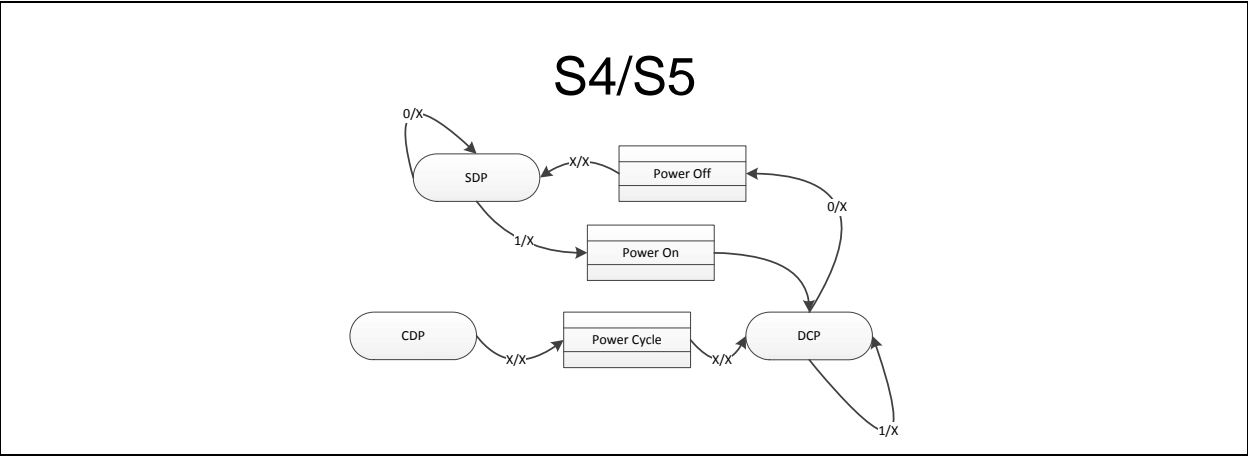 S4/S5
0/X
SDP
X/X
Power Off
0/X
1/X
Power On
CDP
X/X
Power Cycle
X/X
DCP
1/X